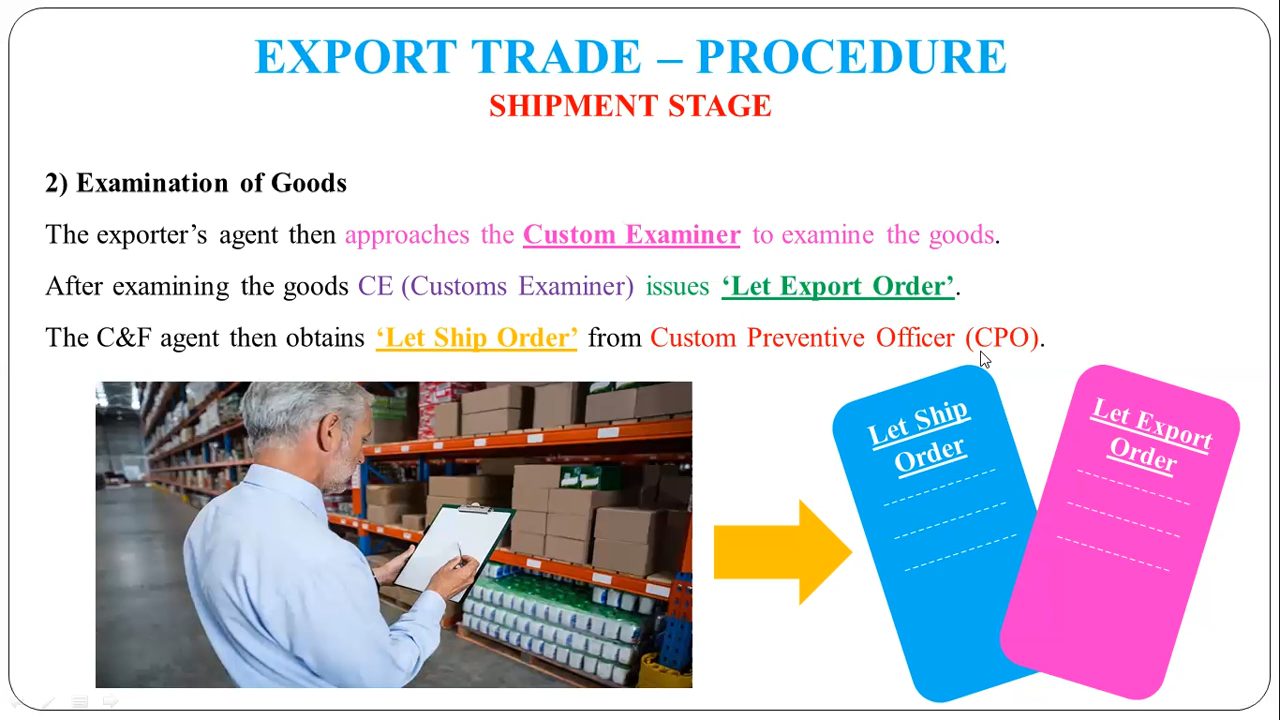 EXPORT TRADE – PROCEDURE
SHIPMENT STAGE
2) Examination of Goods
The exporter’s agent then approaches the Custom Examiner to examine the goods.
After examining the goods CE (Customs Examiner) issues ‘Let Export Order’.
The C&F agent then obtains ‘Let Ship Order’ from Custom Preventive Officer (CPO).
Let Ship
Order
Let Export
Order